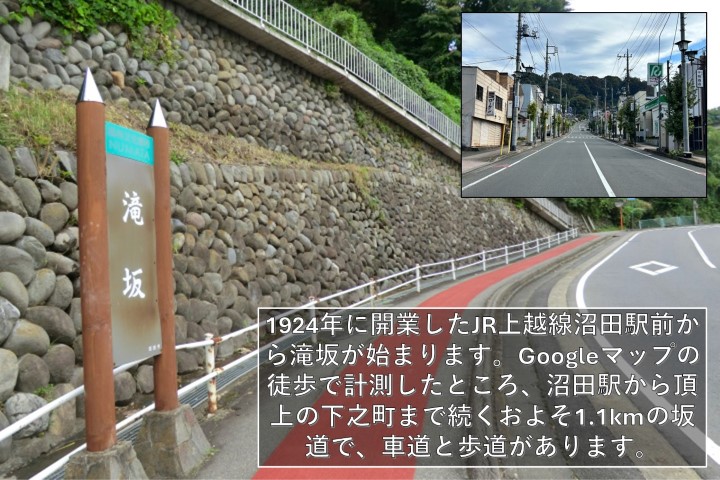 滝坂
1924年に開業したJR上越線沼田駅前か
ら滝坂が始まります。Googleマップの
徒歩で計測したところ、沼田駅から頂
上の下之町まで続くおよそ1.1kmの坂
道で、車道と歩道があります。